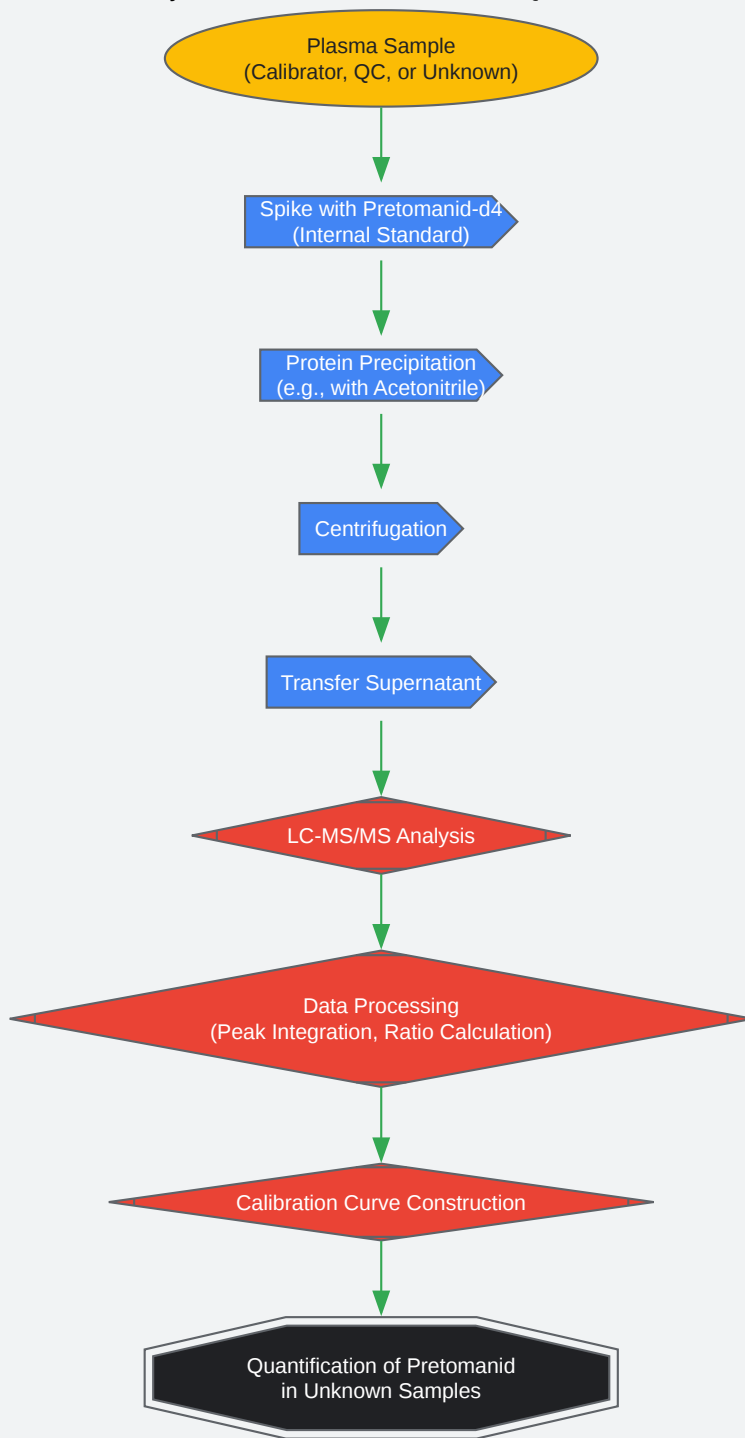 Plasma Sample
(Calibrator, QC, or Unknown)
Spike with Pretomanid-d4
(Internal Standard)
Protein Precipitation
(e.g., with Acetonitrile)
Centrifugation
Transfer Supernatant
LC-MS/MS Analysis
Data Processing
(Peak Integration, Ratio Calculation)
Calibration Curve Construction
Quantification of Pretomanid
in Unknown Samples